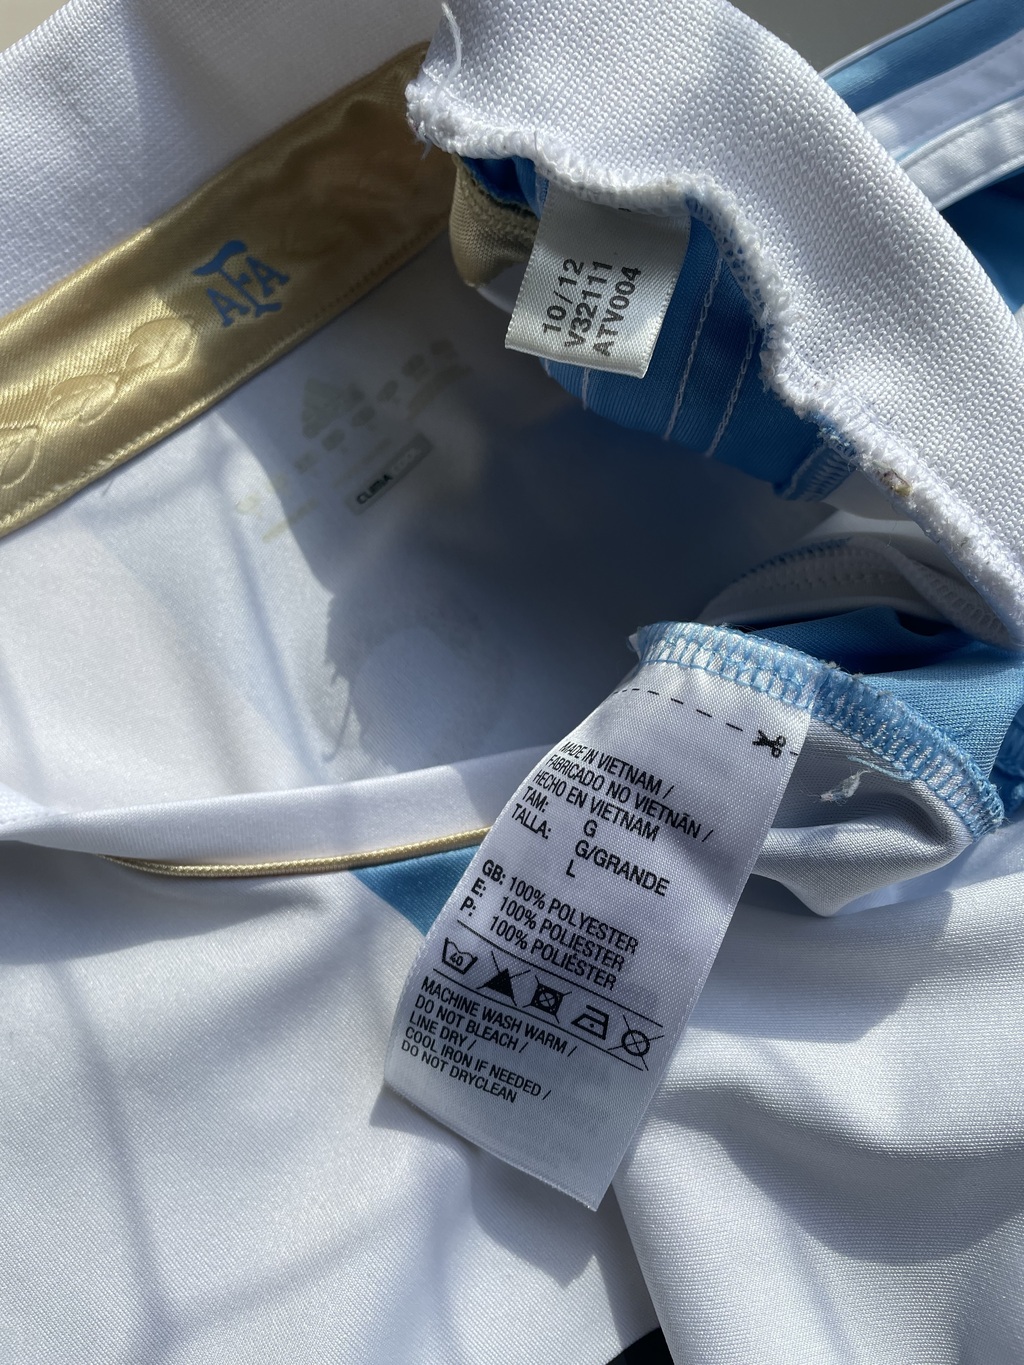 AFA
10/12
V32111
ATV004
CLIMACOOL
MADE IN VIETNAM /
FABRICADO NO VIETNÃN /
HECHO EN VIETNAM
TAM: G
TALLA: G/GRANDE
L
GB: 100% POLYESTER
E: 100% POLIESTER
P: 100% POLIÉSTER
40
MACHINE WASH WARM /
DO NOT BLEACH /
LINE DRY /
COOL IRON IF NEEDED /
DO NOT DRYCLEAN